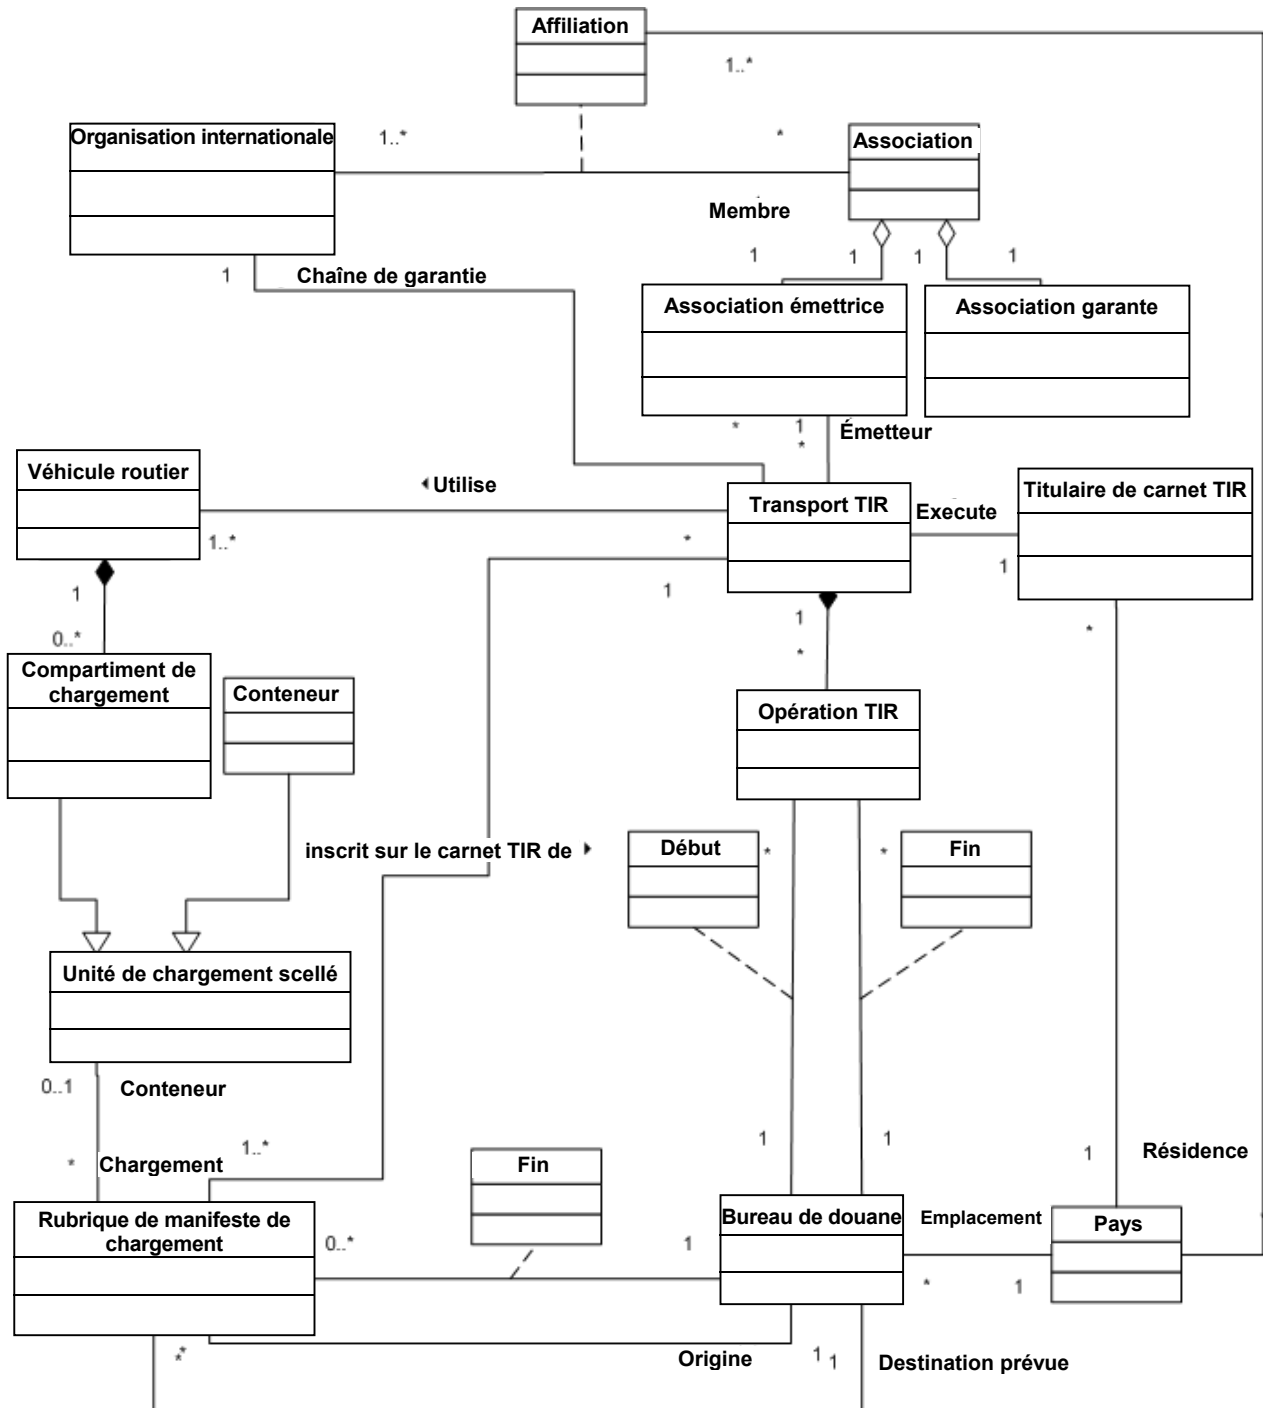 Affiliation
1..*
Organisation internationale
1..*
*
Association
Membre
1
Chaîne de garantie
1
1
1
1
Association émettrice
Association garante
*
1
*
Émetteur
Véhicule routier
Utilise
Transport TIR
Execute
Titulaire de carnet TIR
1..*
*
1
1
1
1
*
*
0..*
Compartiment de
chargement
Conteneur
Opération TIR
inscrit sur le carnet TIR de
Début
*
*
Fin
Unité de chargement scellé
0..1
Conteneur
1
1
1
Résidence
*
Chargement
1..*
Fin
Rubrique de manifeste de
chargement
0..*
1
Bureau de douane
Emplacement
Pays
*
1
**
Origine
1
1
Destination prévue